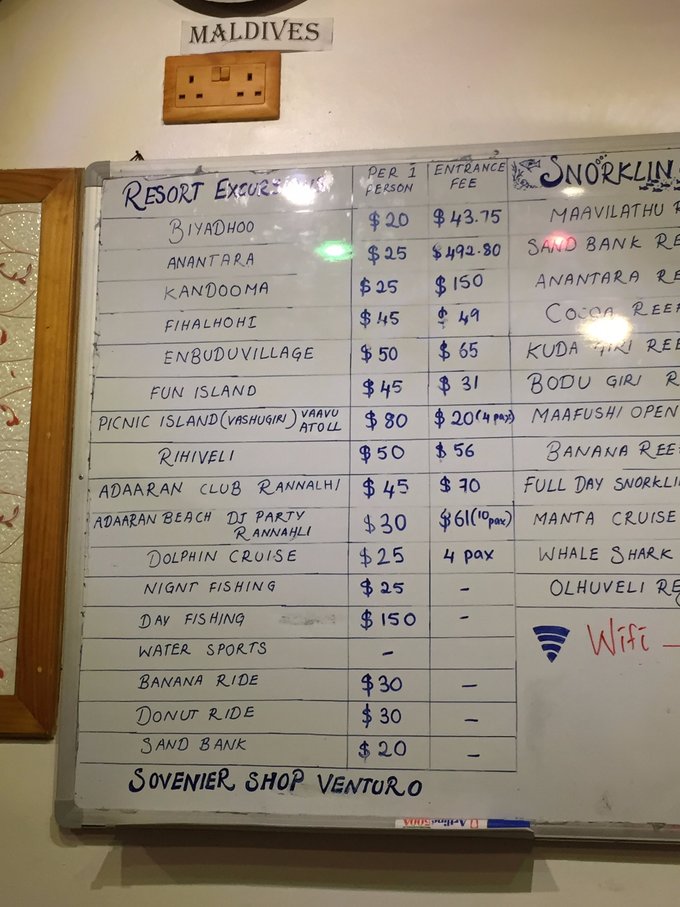 MALDIVES
RESORT EXCURSIONS PER 1 PERSON ENTRANCE FEE SNORKLIN
BIYADHOO $20 $43.75 MAAVILATHU R
ANANTARA $25 $492.80 SAND BANK RE
KANDOOMA $25 $150 ANANTARA RE
FIHALHOHI $45 $49 COCOA REEF
ENBUDUVILLAGE $50 $65 KUDA GIRI REE
FUN ISLAND $45 $31 BODU GIRI R
PICNIC ISLAND (VASHUGIRI) VAAVU ATOLL $80 $20 (4 pax) MAAFUSHI OPEN
RIHIVELI $50 $56 BANANA REE
ADAARAN CLUB RANNALHI $45 $70 FULL DAY SNORKLI
ADAARAN BEACH DJ PARTY RANNAHLI $30 $61 (10 pax) MANTA CRUISE
DOLPHIN CRUISE $25 4 pax WHALE SHARK
NIGNT FISHING $25 - OLHUVELI RE
DAY FISHING $150 -
WATER SPORTS - Wifi -
BANANA RIDE $30 -
DONUT RIDE $30 -
SAND BANK $20 -
SOVENIER SHOP VENTURO
Artline 500A